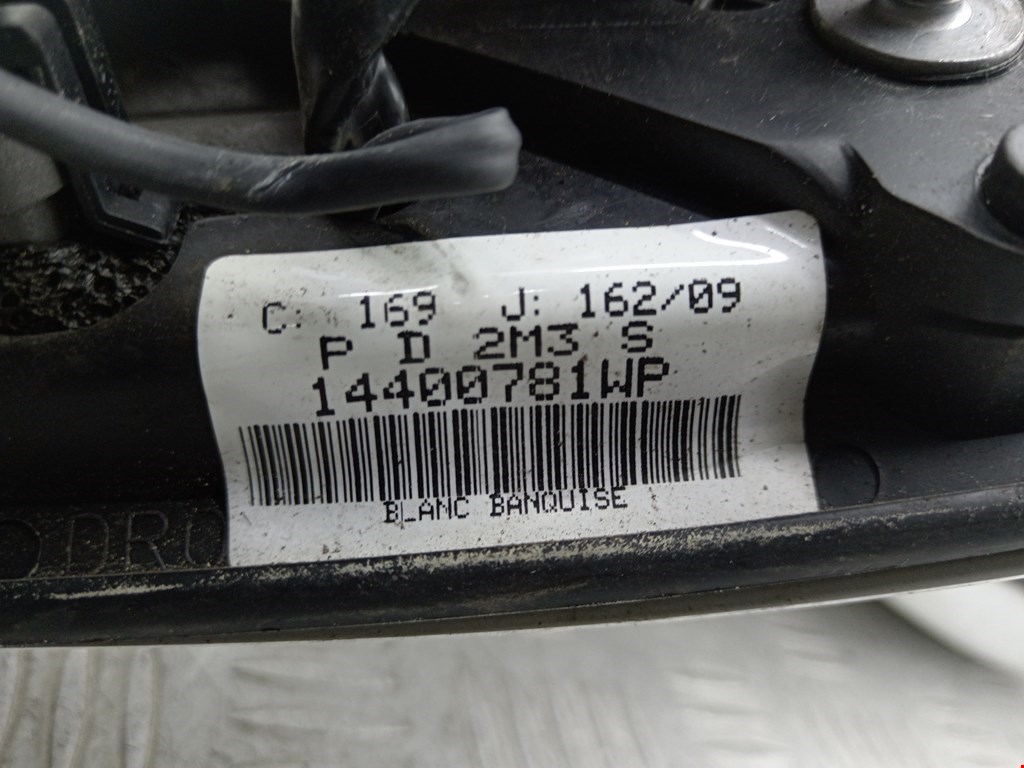 C: 169 J: 162/09
P D 2M3 S
14400781WP
BLANC BANQUISE